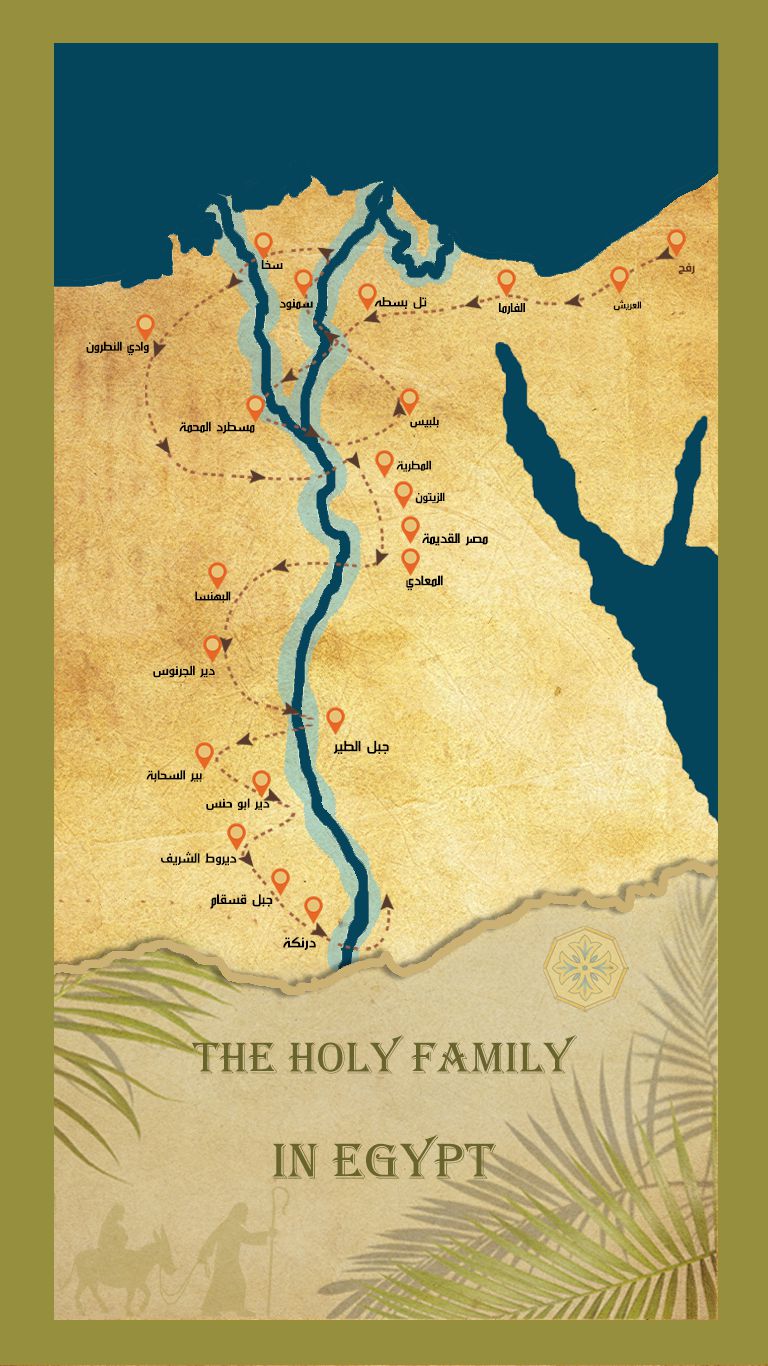 سخا
رفح
سمنود
تل بسطه
الفارما
العريش
وادي النطرون
مسطرد المحمة
بلبيس
المطرية
الزيتون
مصر القديمة
المعادي
البهنسا
دير الجرنوس
جبل الطير
بير السحابة
دير ابو حنس
ديروط الشريف
جبل قسقام
درنكة
THE HOLY FAMILY
IN EGYPT